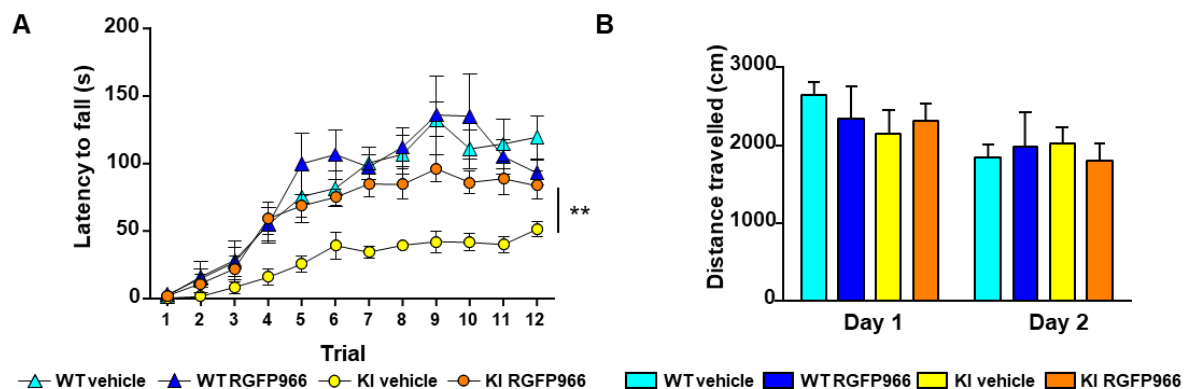 A
Latency to fall (s)
200
150
100
50
0
**
1 2 3 4 5 6 7 8 9 10 11 12
Trial
WT vehicle WT RGFP966 KI vehicle KI RGFP966
B
Distance travelled (cm)
3000
2000
1000
0
Day 1 Day 2
WT vehicle WT RGFP966 KI vehicle KI RGFP966